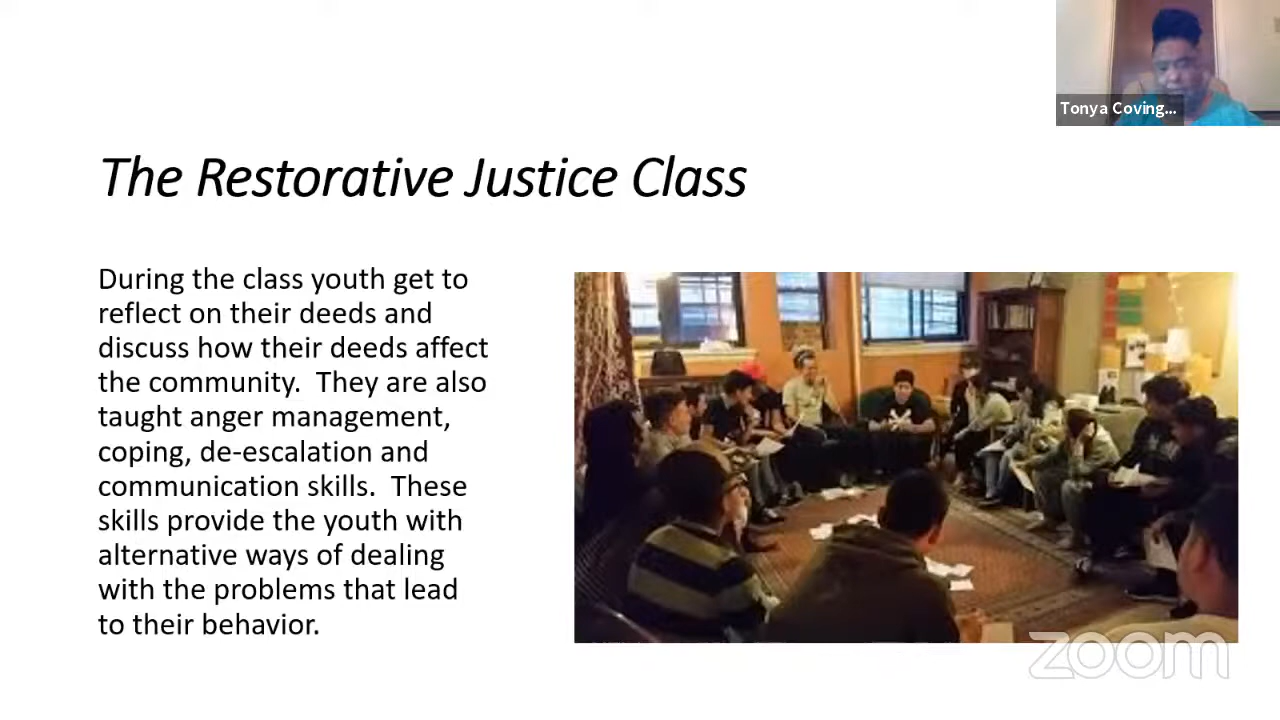 Tonya Coving...
The Restorative Justice Class
During the class youth get to
reflect on their deeds and
discuss how their deeds affect
the community.  They are also
taught anger management,
coping, de-escalation and
communication skills.  These
skills provide the youth with
alternative ways of dealing
with the problems that lead
to their behavior.
zoom